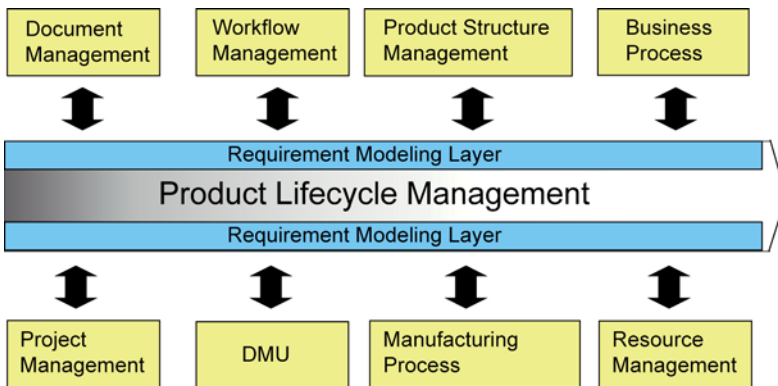 Document
Management
Workflow
Management
Product Structure
Management
Business
Process
Requirement Modeling Layer
Product Lifecycle Management
Requirement Modeling Layer
Project
Management
DMU
Manufacturing
Process
Resource
Management